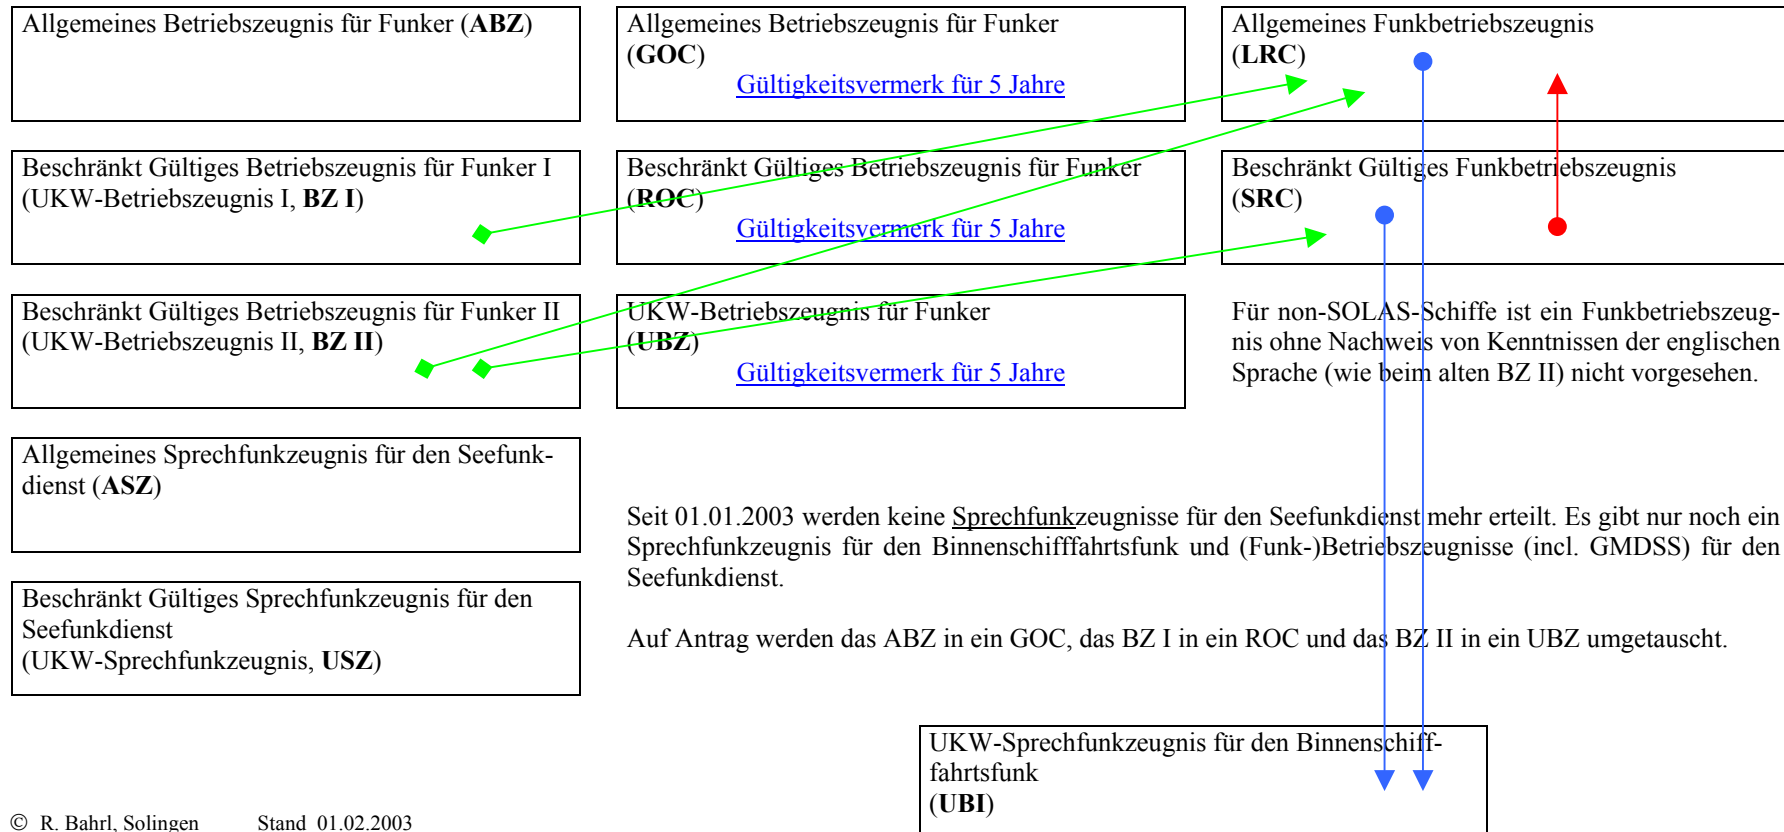 Allgemeines Betriebszeugnis für Funker (ABZ)
Allgemeines Betriebszeugnis für Funker
(GOC)
Gültigkeitsvermerk für 5 Jahre
Allgemeines Funkbetriebszeugnis
(LRC)
Beschränkt Gültiges Betriebszeugnis für Funker I
(UKW-Betriebszeugnis I, BZ I)
Beschränkt Gültiges Betriebszeugnis für Funker
(ROC)
Gültigkeitsvermerk für 5 Jahre
Beschränkt Gültiges Funkbetriebszeugnis
(SRC)
Beschränkt Gültiges Betriebszeugnis für Funker II
(UKW-Betriebszeugnis II, BZ II)
UKW-Betriebszeugnis für Funker
(UBZ)
Gültigkeitsvermerk für 5 Jahre
Für non-SOLAS-Schiffe ist ein Funkbetriebszeug-
nis ohne Nachweis von Kenntnissen der englischen
Sprache (wie beim alten BZ II) nicht vorgesehen.
Allgemeines Sprechfunkzeugnis für den Seefunk-
dienst (ASZ)
Seit 01.01.2003 werden keine Sprechfunkzeugnisse für den Seefunkdienst mehr erteilt. Es gibt nur noch ein
Sprechfunkzeugnis für den Binnenschifffahrtsfunk und (Funk-)Betriebszeugnisse (incl. GMDSS) für den
Seefunkdienst.
Beschränkt Gültiges Sprechfunkzeugnis für den
Seefunkdienst
(UKW-Sprechfunkzeugnis, USZ)
Auf Antrag werden das ABZ in ein GOC, das BZ I in ein ROC und das BZ II in ein UBZ umgetauscht.
UKW-Sprechfunkzeugnis für den Binnenschiff-
fahrtsfunk
(UBI)
© R. Bahrl, Solingen Stand 01.02.2003